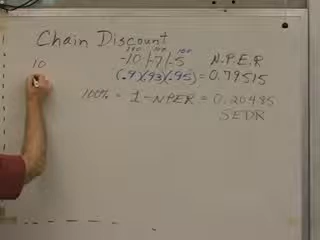 Chain Discount
100 100 100
10 -10/-7/-5 N.P.E.R
(.9)(.93)(.95)=0.79515
100% = 1-NPER = 0.20485
SEDR